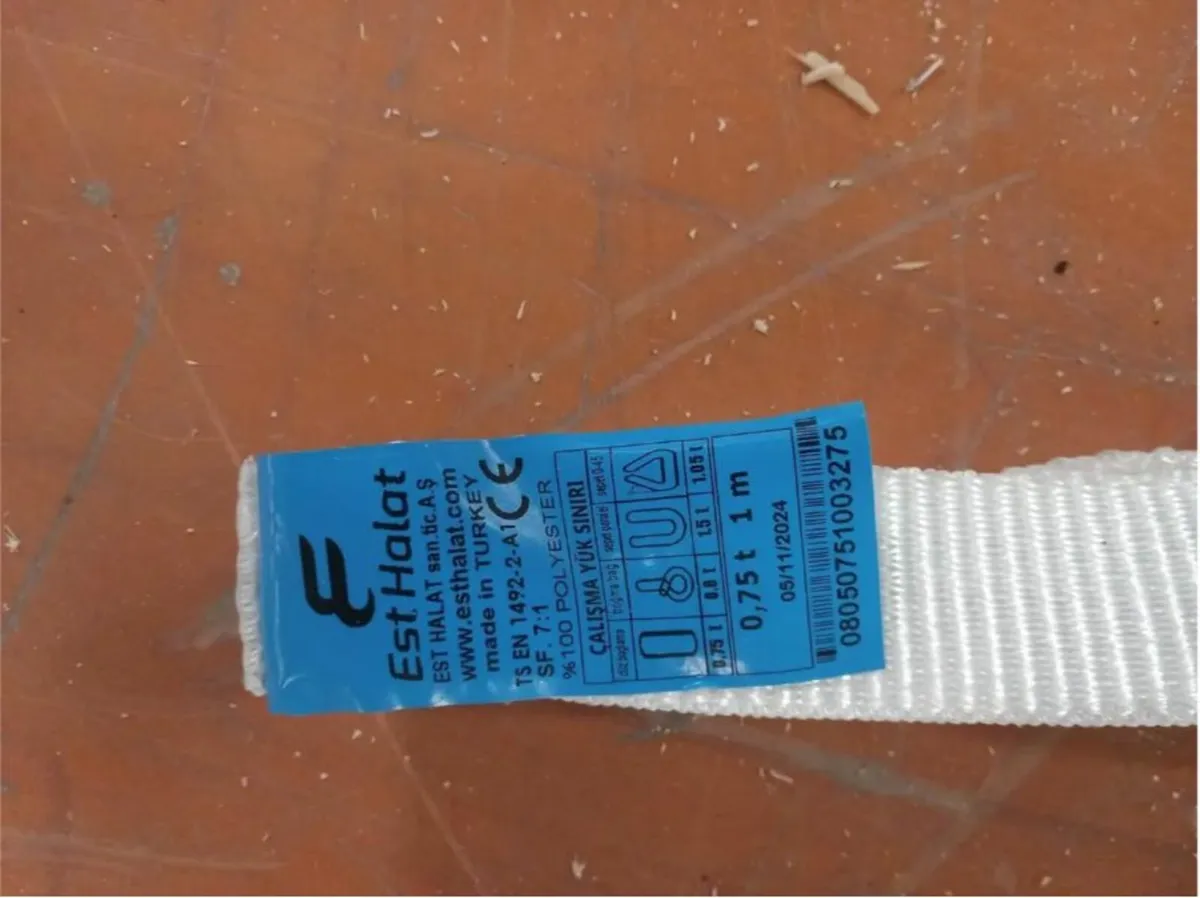 Est Halat
EST HALAT san.tic.A.Ş
www.esthalat.com
made in TURKEY
TS EN 1492-2-A1 CE
SF. 7:1
%100 POLYESTER
ÇALIŞMA YÜK SINIRI
0,75 t 0.6 t 1.5 t 1.05 t
0,75 t 1 m
05/11/2024
08050751003275